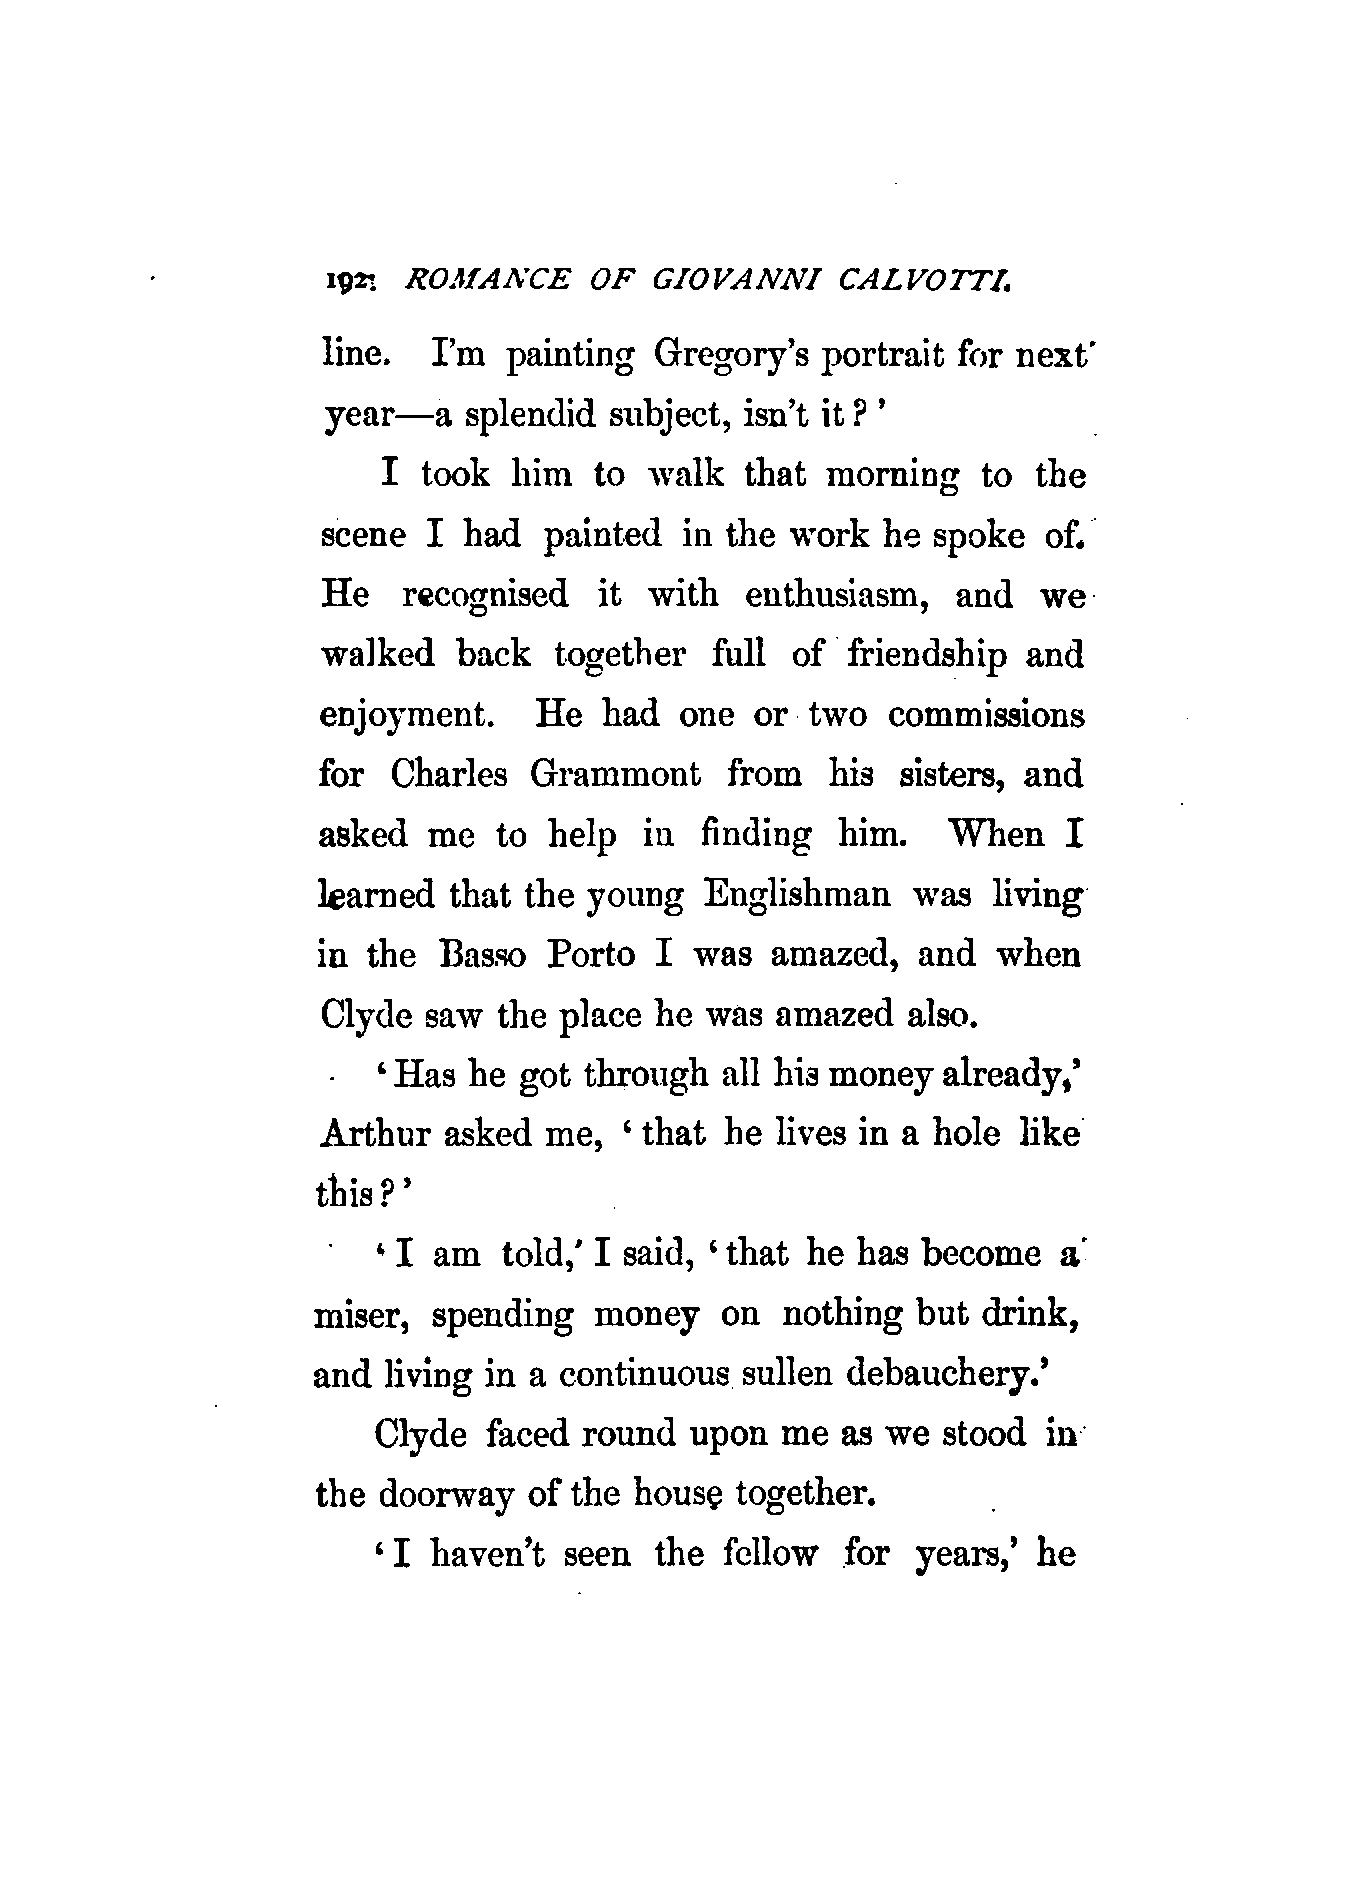 192 ROMANCE OF GIOVANNI CALVOTTI.
line. I'm painting Gregory's portrait for next
year—a splendid subject, isn't it?'
I took him to walk that morning to the
scene I had painted in the work he spoke of.
He recognised it with enthusiasm, and we
walked back together full of friendship and
enjoyment. He had one or two commissions
for Charles Grammont from his sisters, and
asked me to help in finding him. When I
learned that the young Englishman was living
in the Basso Porto I was amazed, and when
Clyde saw the place he was amazed also.
'Has he got through all his money already,'
Arthur asked me, 'that he lives in a hole like
this?'
'I am told,' I said, 'that he has become a
miser, spending money on nothing but drink,
and living in a continuous sullen debauchery.'
Clyde faced round upon me as we stood in
the doorway of the house together.
'I haven't seen the fellow for years,' he